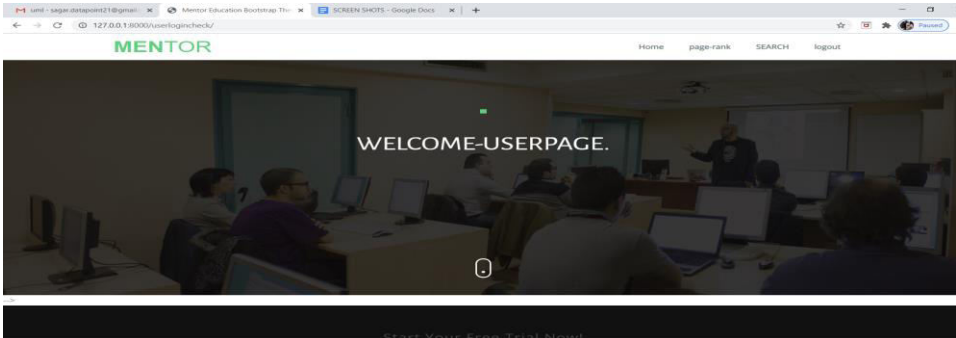 uml - sagar.datapoint21@gmail
Mentor Education Bootstrap The
SCREEN SHOTS - Google Docs
127.0.0.1:8000/userlogincheck/
Paused
MENTOR
Home page-rank SEARCH logout
WELCOME-USERPAGE.
-->
Start Your Free Trial Now!